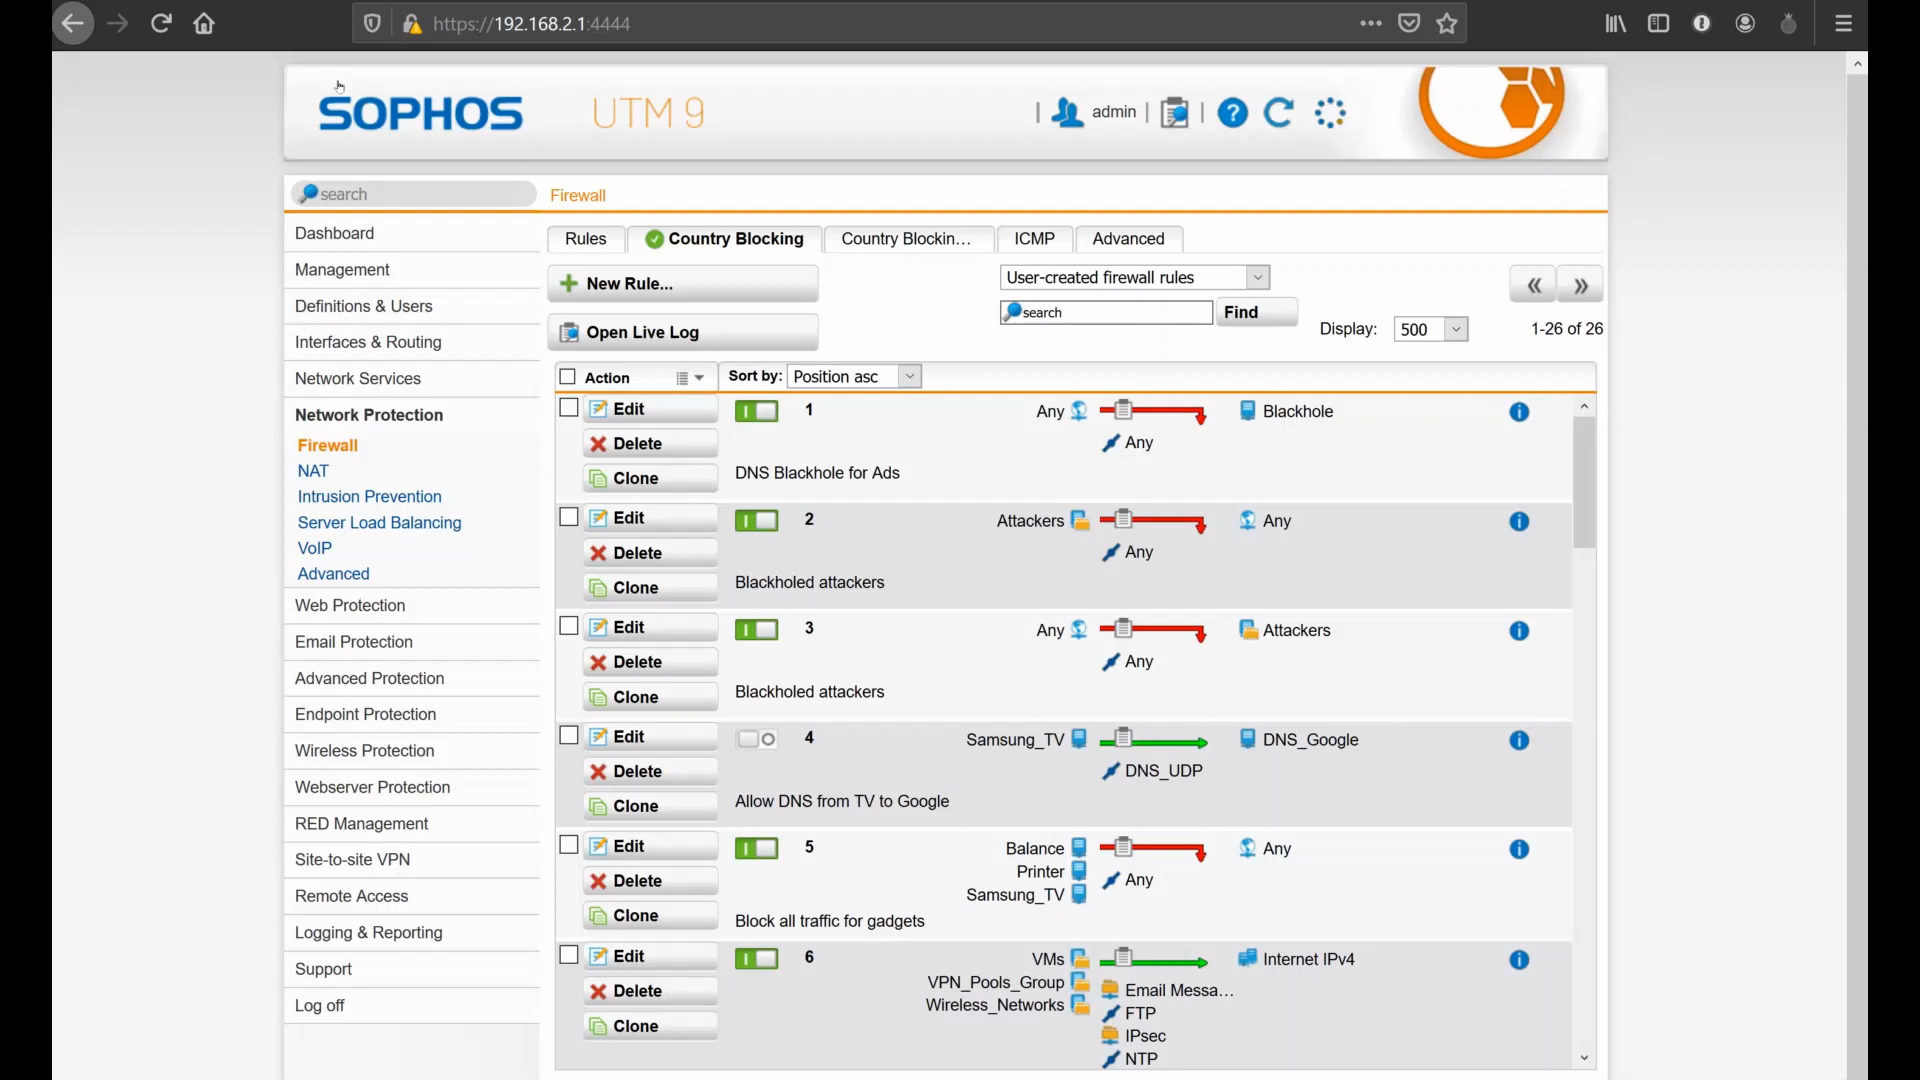 https://192.168.2.1:4444
SOPHOS UTM 9
admin
search
Firewall
Dashboard
Management
Definitions & Users
Interfaces & Routing
Network Services
Network Protection
Firewall
NAT
Intrusion Prevention
Server Load Balancing
VoIP
Advanced
Web Protection
Email Protection
Advanced Protection
Endpoint Protection
Wireless Protection
Webserver Protection
RED Management
Site-to-site VPN
Remote Access
Logging & Reporting
Support
Log off
Rules Country Blocking Country Blockin... ICMP Advanced
New Rule... User-created firewall rules « »
search Find
Open Live Log Display: 500 1-26 of 26
Action Sort by: Position asc
Edit 1 Any Blackhole
Delete Any
Clone DNS Blackhole for Ads
Edit 2 Attackers Any
Delete Any
Clone Blackholed attackers
Edit 3 Any Attackers
Delete Any
Clone Blackholed attackers
Edit 4 Samsung_TV DNS_Google
Delete DNS_UDP
Clone Allow DNS from TV to Google
Edit 5 Balance Any
Printer
Delete Any
Samsung_TV
Clone Block all traffic for gadgets
Edit 6 VMs Internet IPv4
VPN_Pools_Group
Delete Email Messa...
Wireless_Networks
FTP
Clone
IPsec
NTP